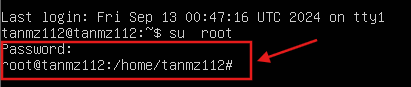 Last login: Fri Sep 13 00:47:16 UTC 2024 on tty1
tanmz112@tanmz112:~$ su  root
Password:
root@tanmz112:/home/tanmz112#